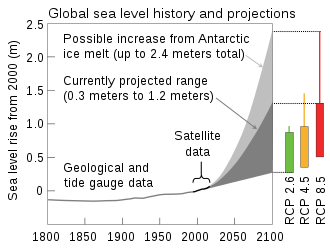 Global sea level history and projections
Sea level rise from 2000 (m)
2.5
2.0
1.5
1.0
0.5
0
Possible increase from Antarctic
ice melt (up to 2.4 meters total)
Currently projected range
(0.3 meters to 1.2 meters)
Satellite
data
Geological and
tide gauge data
1800
1850
1900
1950
2000
2050
2100
RCP 2.6
RCP 4.5
RCP 8.5